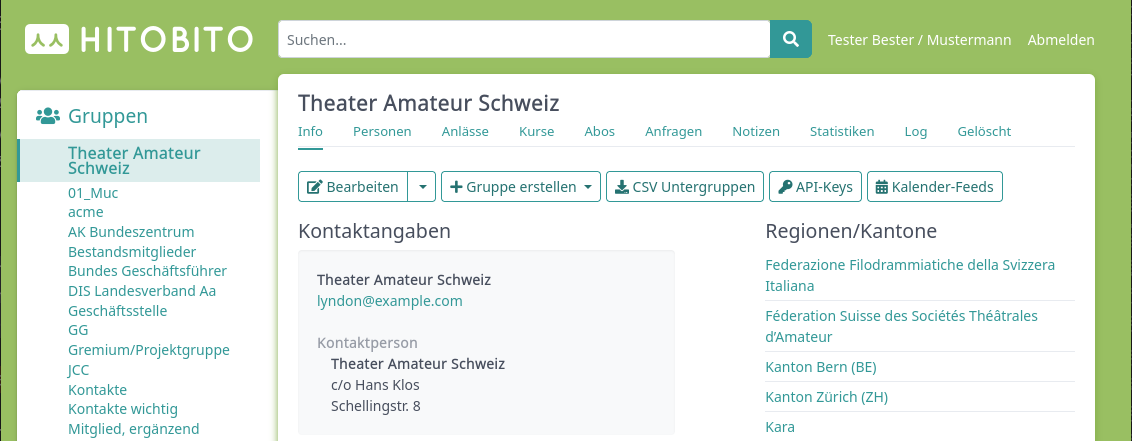 HITOBITO
Suchen...
Tester Bester / Mustermann
Abmelden
Gruppen
Theater Amateur
Schweiz
01_Muc
acme
AK Bundeszentrum
Bestandsmitglieder
Bundes Geschäftsführer
DIS Landesverband Aa
Geschäftsstelle
GG
Gremium/Projektgruppe
JCC
Kontakte
Kontakte wichtig
Mitglied, ergänzend
Theater Amateur Schweiz
Info Personen Anlässe Kurse Abos Anfragen Notizen Statistiken Log Gelöscht
Bearbeiten Gruppe erstellen CSV Untergruppen API-Keys Kalender-Feeds
Kontaktangaben
Theater Amateur Schweiz
lyndon@example.com
Kontaktperson
Theater Amateur Schweiz
c/o Hans Klos
Schellingstr. 8
Regionen/Kantone
Federazione Filodrammiatiche della Svizzera
Italiana
Féderation Suisse des Sociétés Théâtrales
d’Amateur
Kanton Bern (BE)
Kanton Zürich (ZH)
Kara